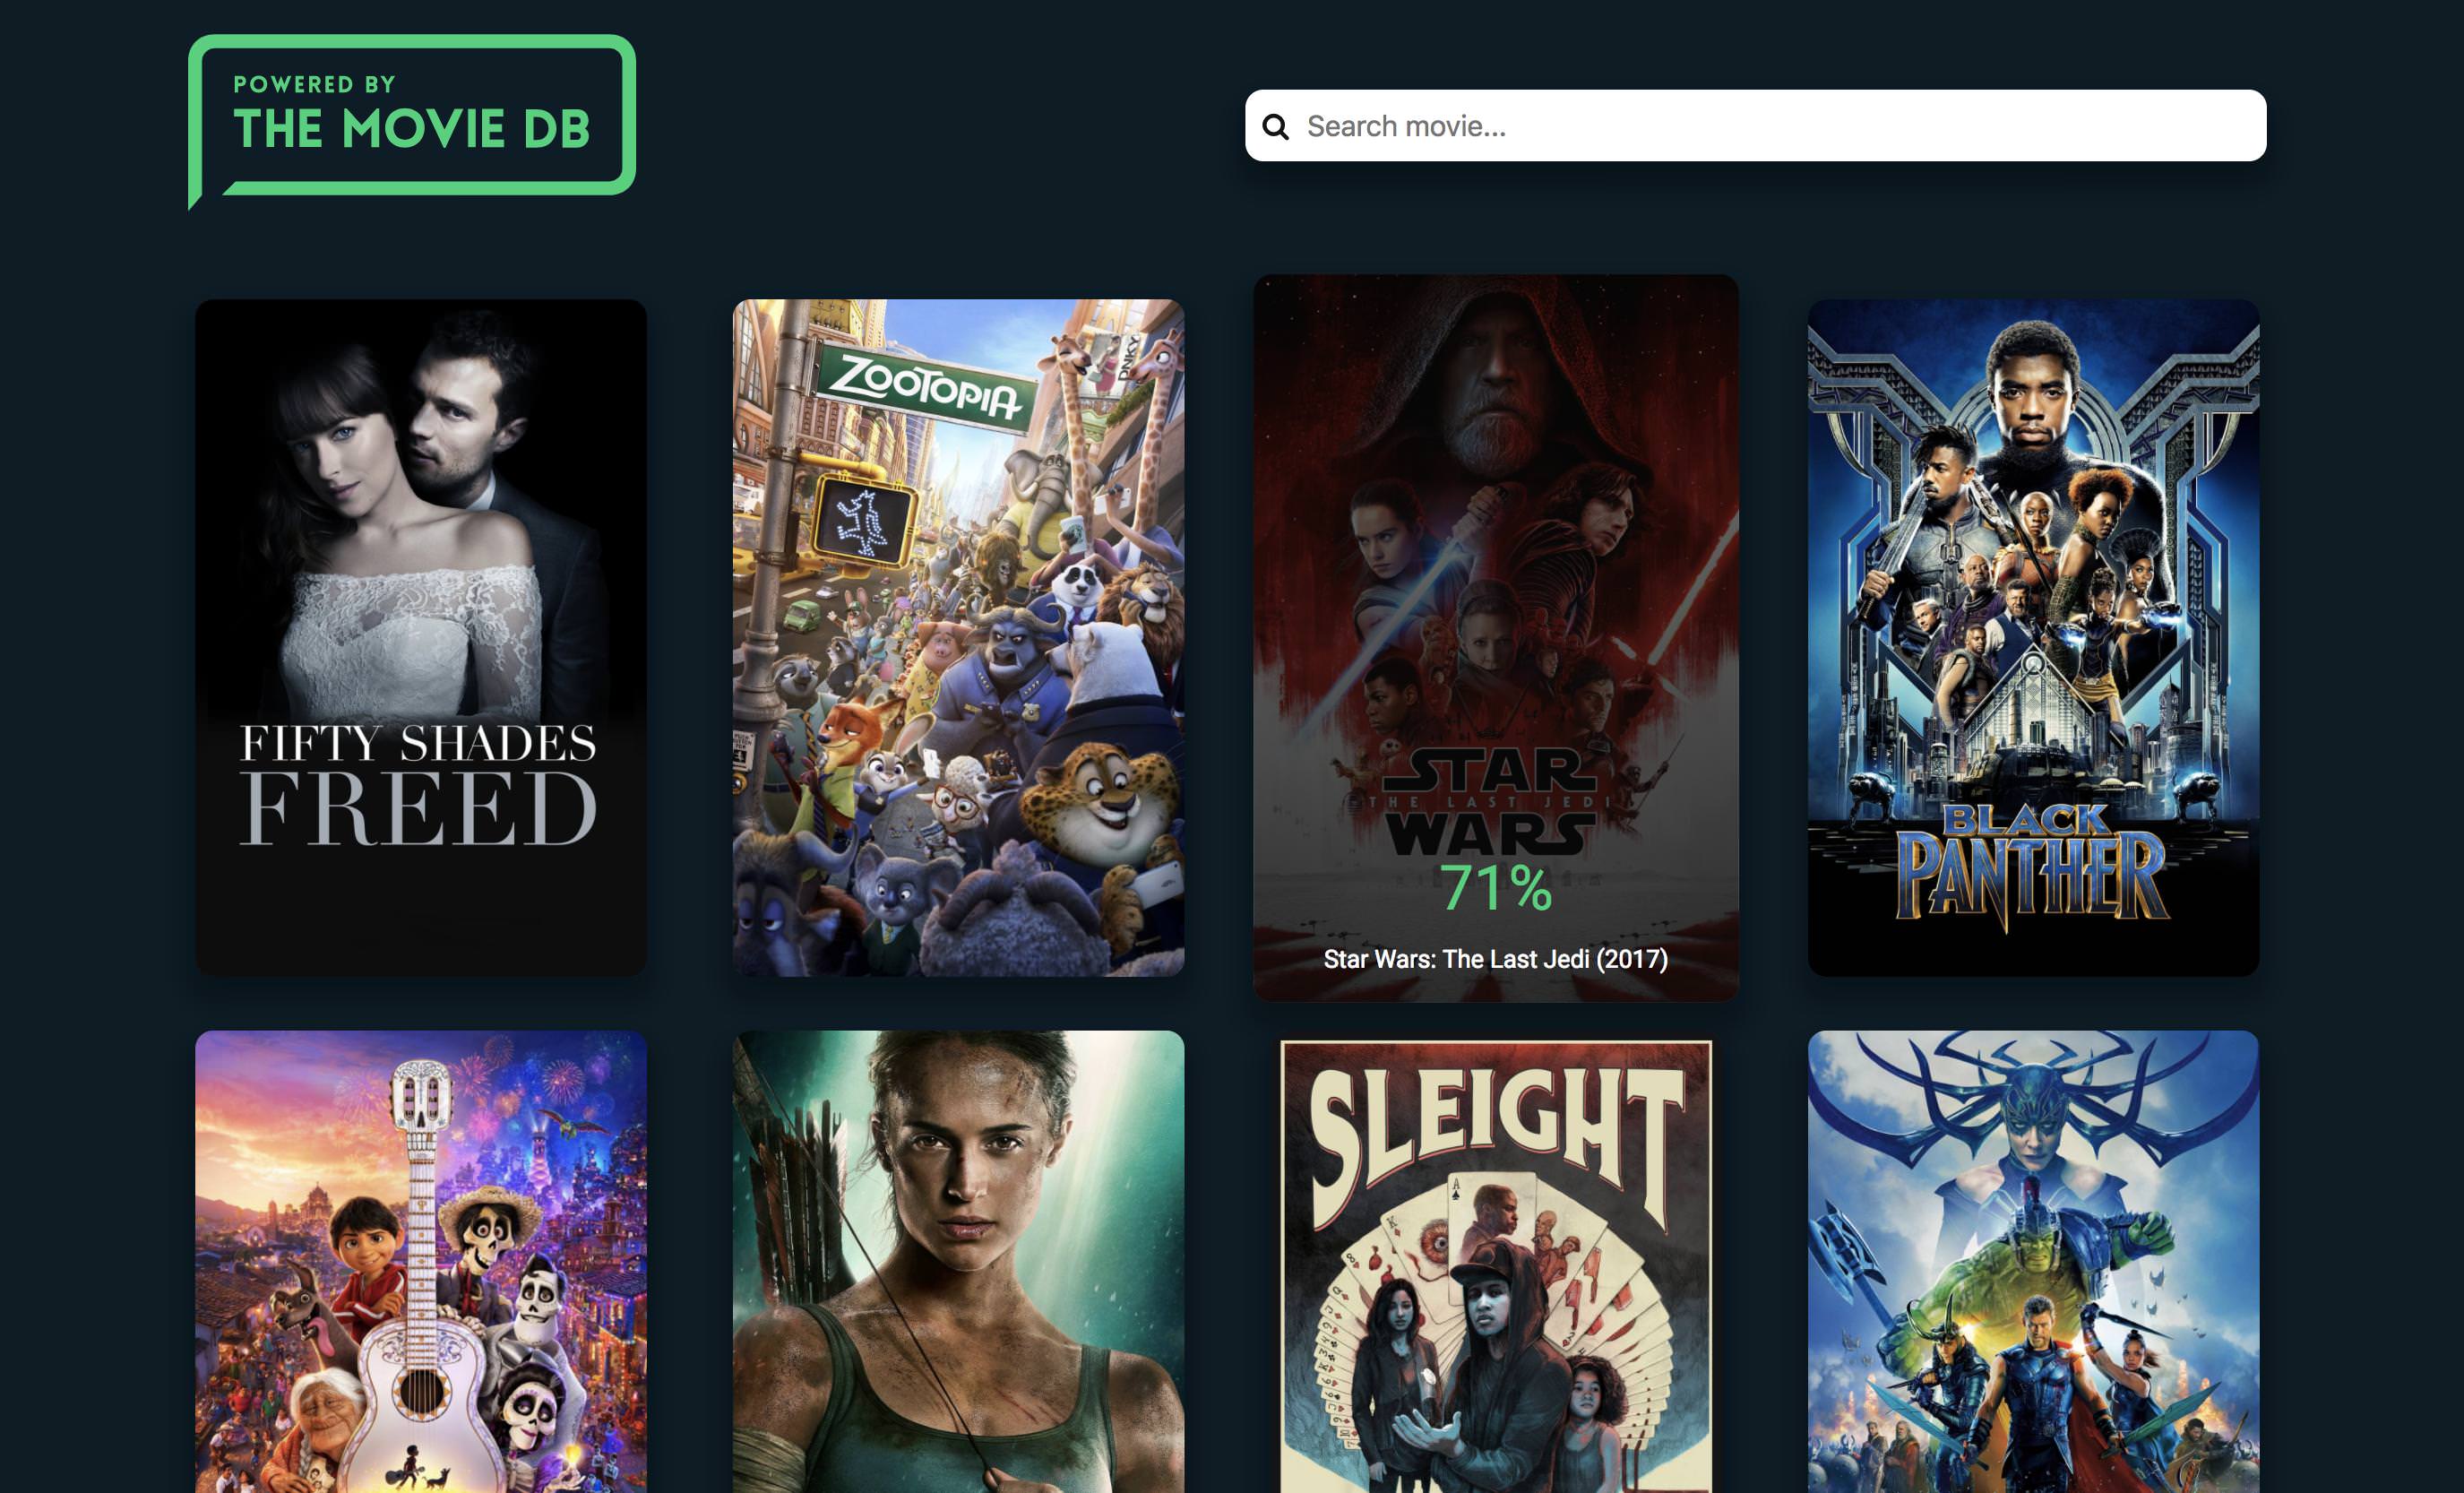 POWERED BY
THE MOVIE DB
Search movie...
FIFTY SHADES
FREED
ZOOTOPIA
PNKY
STAR
THE LAST JEDI
WARS
71%
Star Wars: The Last Jedi (2017)
BLACK
PANTHER
SLEIGHT
A
K